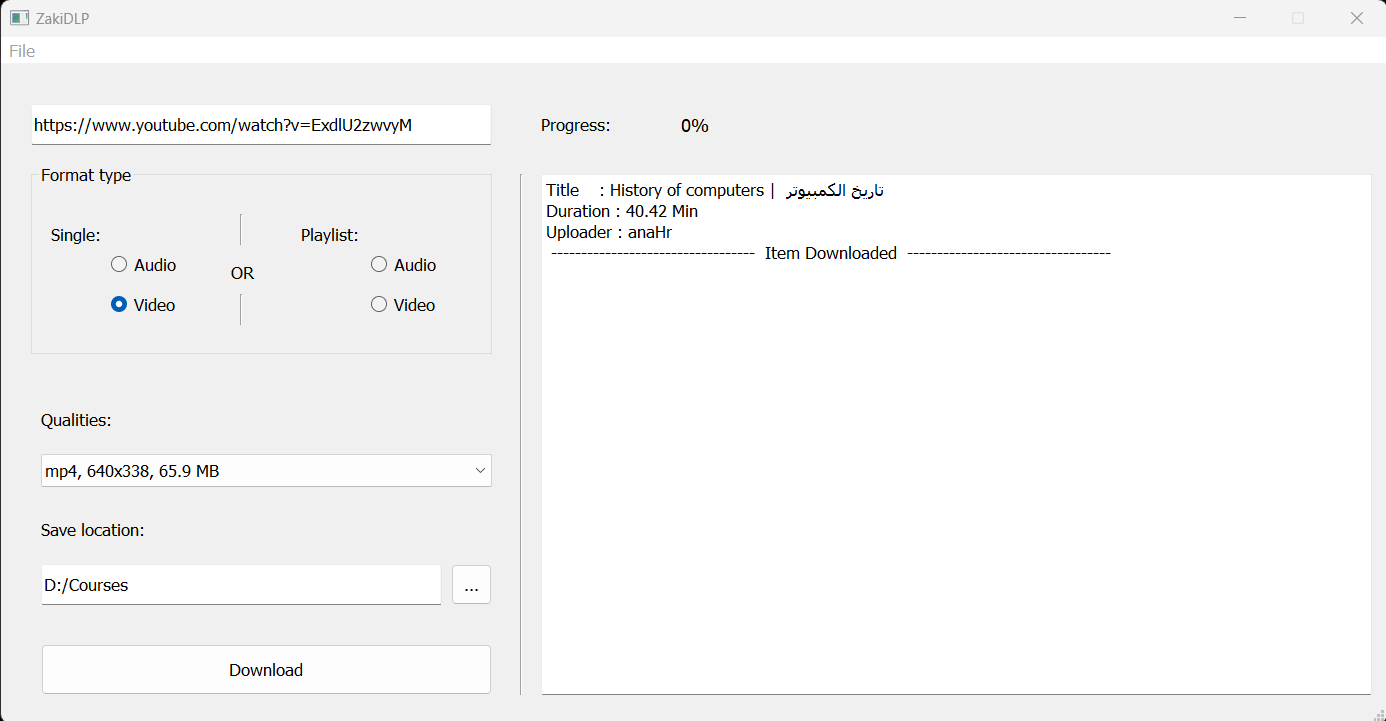 ZakiDLP
File
https://www.youtube.com/watch?v=ExdlU2zwvyM
Format type
Single:
Audio
Video
OR
Playlist:
Audio
Video
Qualities:
mp4, 640x338, 65.9 MB
Save location:
D:/Courses
...
Download
Progress: 0%
Title : History of computers | تاريخ الكمبيوتر
Duration : 40.42 Min
Uploader : anaHr
---------------------------------- Item Downloaded ----------------------------------